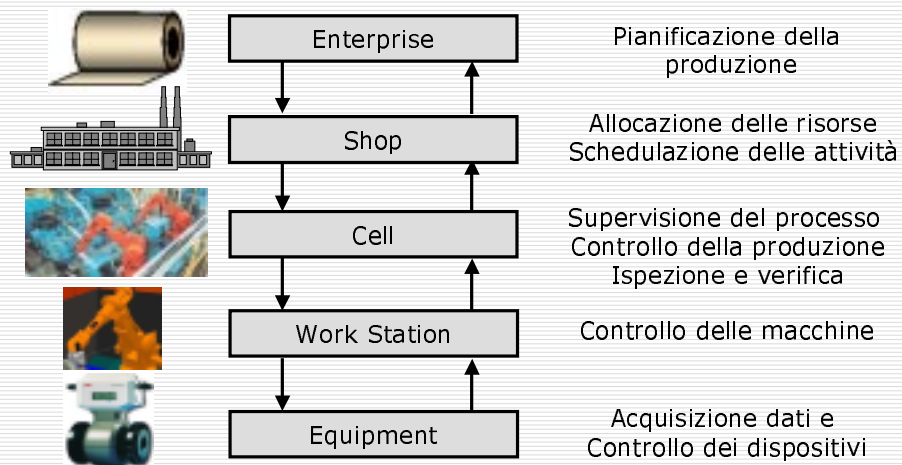 Enterprise
Pianificazione della
produzione
Shop
Allocazione delle risorse
Schedulazione delle attività
Cell
Supervisione del processo
Controllo della produzione
Ispezione e verifica
Work Station
Controllo delle macchine
Equipment
Acquisizione dati e
Controllo dei dispositivi